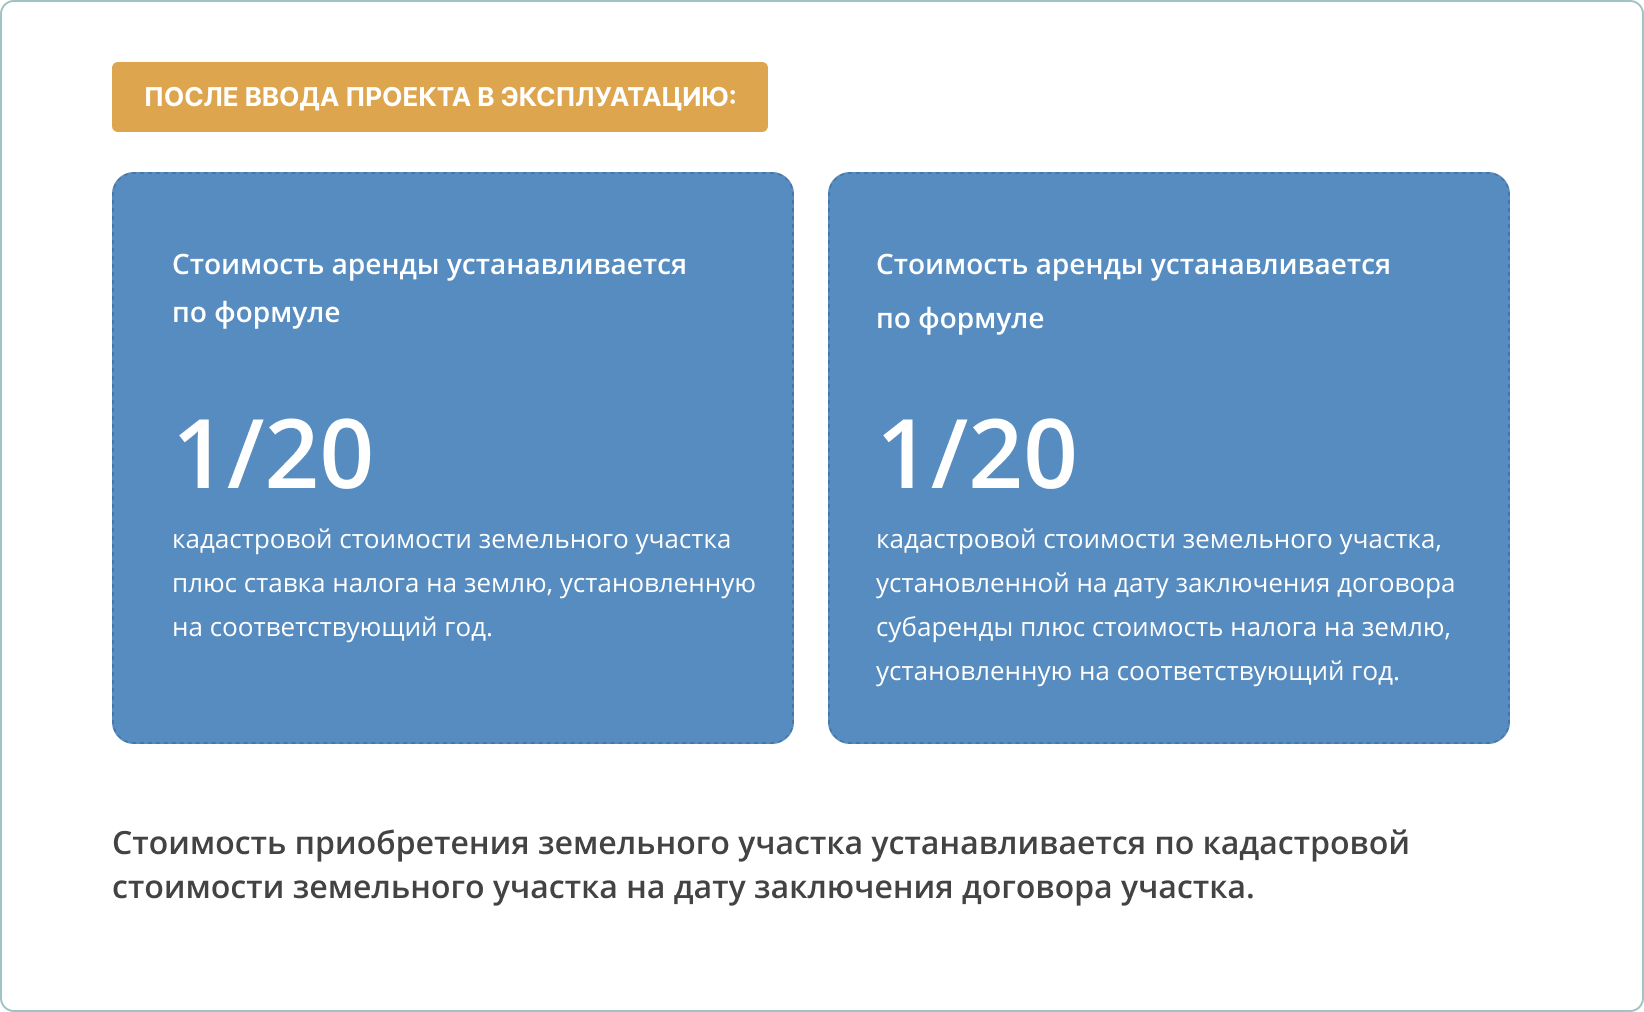 ПОСЛЕ ВВОДА ПРОЕКТА В ЭКСПЛУАТАЦИЮ:
Стоимость аренды устанавливается
по формуле
1/20
кадастровой стоимости земельного участка
плюс ставка налога на землю, установленную
на соответствующий год.
Стоимость аренды устанавливается
по формуле
1/20
кадастровой стоимости земельного участка,
установленной на дату заключения договора
субаренды плюс стоимость налога на землю,
установленную на соответствующий год.
Стоимость приобретения земельного участка устанавливается по кадастровой
стоимости земельного участка на дату заключения договора участка.